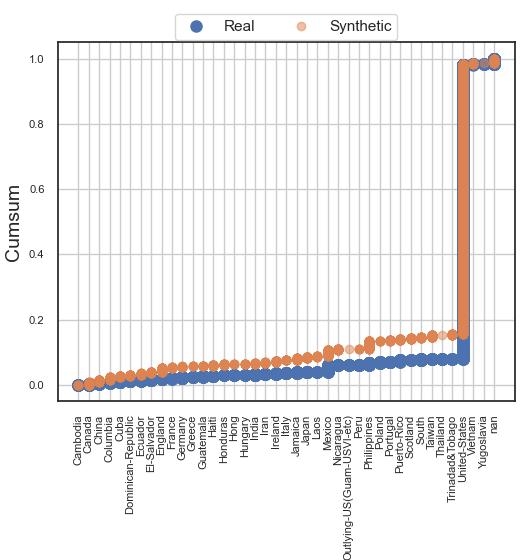 Real Synthetic
1.0
0.8
0.6
0.4
0.2
0.0
Cumsum
Cambodia
Canada
China
Columbia
Cuba
Dominican-Republic
Ecuador
El-Salvador
England
France
Germany
Greece
Guatemala
Haiti
Honduras
Hong
Hungary
India
Iran
Ireland
Italy
Jamaica
Japan
Laos
Mexico
Nicaragua
Outlying-US(Guam-USVI-etc)
Peru
Philippines
Poland
Portugal
Puerto-Rico
Scotland
South
Taiwan
Thailand
Trinadad&Tobago
United-States
Vietnam
Yugoslavia
nan